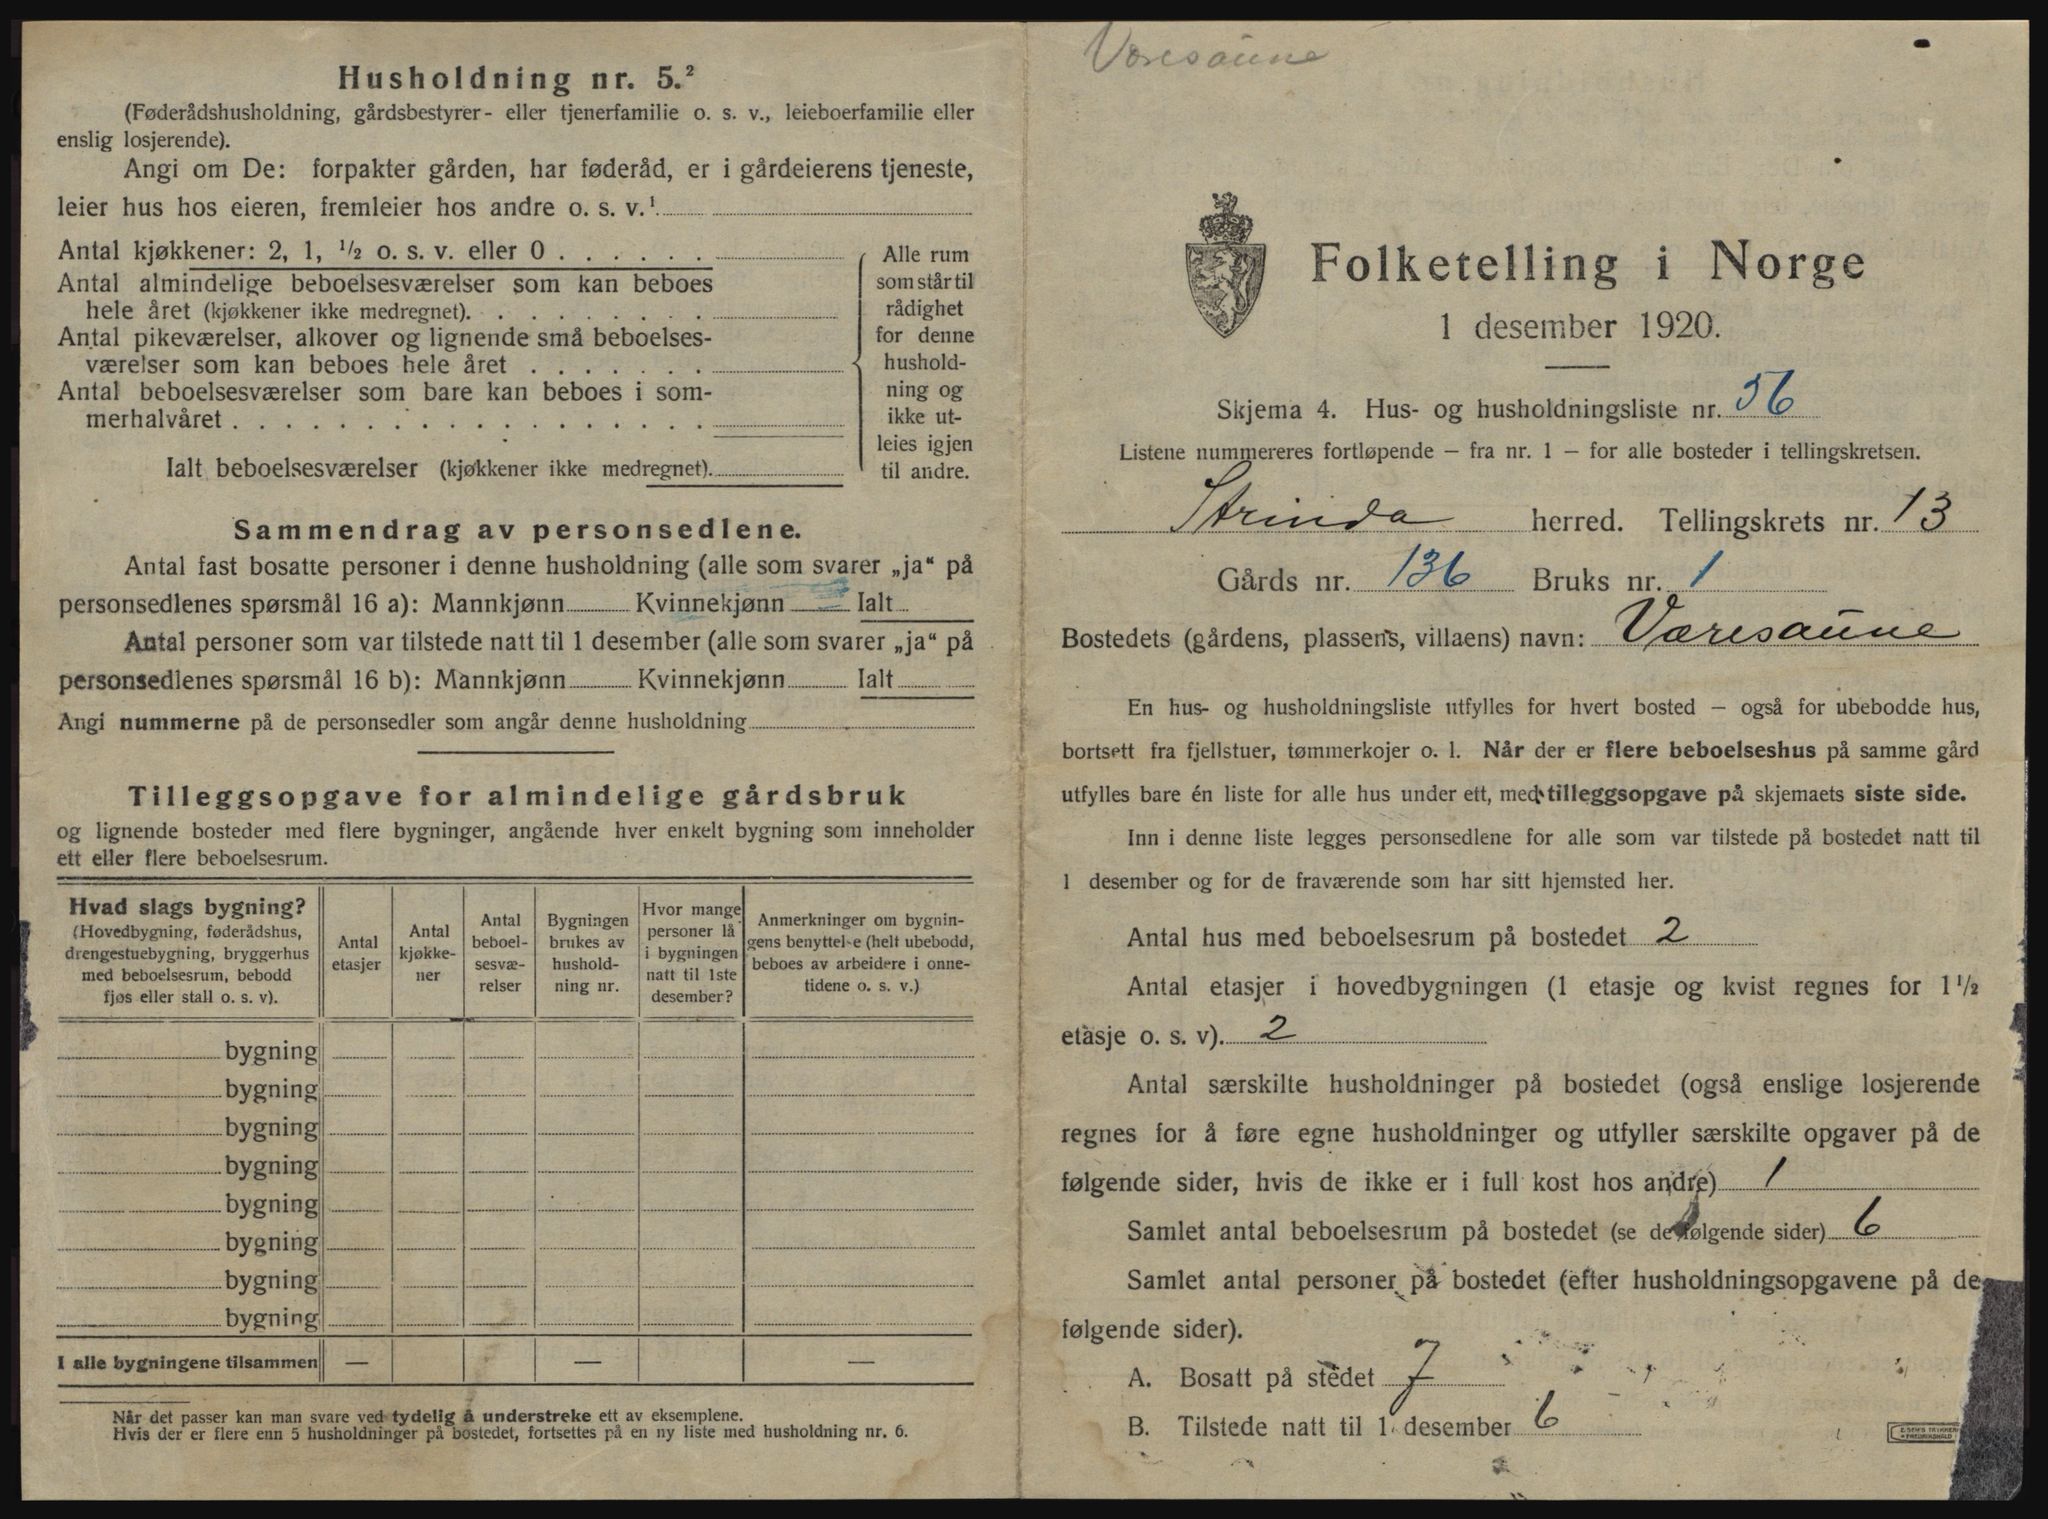 Husholdning nr. 5.²
(Føderådshusholdning, gårdsbestyrer- eller tjenerfamilie o. s. v., leieboerfamilie eller
enslig losjerende).
Angi om De: forpakter gården, har føderåd, er i gårdeierens tjeneste,
leier hus hos eieren, fremleier hos andre o. s. v.¹
Antal kjøkkener: 2, 1, ½ o. s. v. eller 0 . . . . . .
Antal almindelige beboelsesværelser som kan beboes
hele året (kjøkkener ikke medregnet). . . . . . . . .
Antal pikeværelser, alkover og lignende små beboelses-
værelser som kan beboes hele året . . . . . . .
Antal beboelsesværelser som bare kan beboes i som-
merhalvåret . . . . . . . . . . . . . . . . . .
Ialt beboelsesværelser (kjøkkener ikke medregnet).
Alle rum
som står til
rådighet
for denne
hushold-
ning og
ikke ut-
leies igjen
til andre.
Sammendrag av personsedlene.
Antal fast bosatte personer i denne husholdning (alle som svarer „ja“ på
personsedlenes spørsmål 16 a): Mannkjønn Kvinnekjønn Ialt
Antal personer som var tilstede natt til 1 desember (alle som svarer „ja“ på
personsedlenes spørsmål 16 b): Mannkjønn Kvinnekjønn Ialt
Angi nummerne på de personsedler som angår denne husholdning
Tilleggsopgave for almindelige gårdsbruk
og lignende bosteder med flere bygninger, angående hver enkelt bygning som inneholder
ett eller flere beboelsesrum.
Hvad slags bygning?
(Hovedbygning, føderådshus,
drengestuebygning, bryggerhus
med beboelsesrum, bebodd
fjøs eller stall o. s. v).
Antal
etasjer
Antal
kjøkke-
ner
Antal
beboel-
sesvæ-
relser
Bygningen
brukes av
hushold-
ning nr.
Hvor mange
personer lå
i bygningen
natt til 1ste
desember?
Anmerkninger om bygnin-
gens benyttelse (helt ubebodd,
beboes av arbeidere i onne-
tidene o. s. v.)
bygning
bygning
bygning
bygning
bygning
bygning
bygning
bygning
I alle bygningene tilsammen — — —
Når det passer kan man svare ved tydelig å understreke ett av eksemplene.
Hvis der er flere enn 5 husholdninger på bostedet, fortsettes på en ny liste med husholdning nr. 6.
Væresaune
Folketelling i Norge
1 desember 1920.
Skjema 4. Hus- og husholdningsliste nr. 56
Listene nummereres fortløpende – fra nr. 1 – for alle bosteder i tellingskretsen.
Strinda herred. Tellingskrets nr. 13
Gårds nr. 136 Bruks nr. 1
Bostedets (gårdens, plassens, villaens) navn: Væresaune
En hus- og husholdningsliste utfylles for hvert bosted – også for ubebodde hus,
bortsett fra fjellstuer, tømmerkojer o. l. Når der er flere beboelseshus på samme gård
utfylles bare én liste for alle hus under ett, med tilleggsopgave på skjemaets siste side.
Inn i denne liste legges personsedlene for alle som var tilstede på bostedet natt til
1 desember og for de fraværende som har sitt hjemsted her.
Antal hus med beboelsesrum på bostedet 2
Antal etasjer i hovedbygningen (1 etasje og kvist regnes for 1½
etasje o. s. v). 2
Antal særskilte husholdninger på bostedet (også enslige losjerende
regnes for å føre egne husholdninger og utfyller særskilte opgaver på de
følgende sider, hvis de ikke er i full kost hos andre) 1
Samlet antal beboelsesrum på bostedet (se de følgende sider) 6
Samlet antal personer på bostedet (efter husholdningsopgavene på de
følgende sider).
A. Bosatt på stedet 7
B. Tilstede natt til 1 desember 6